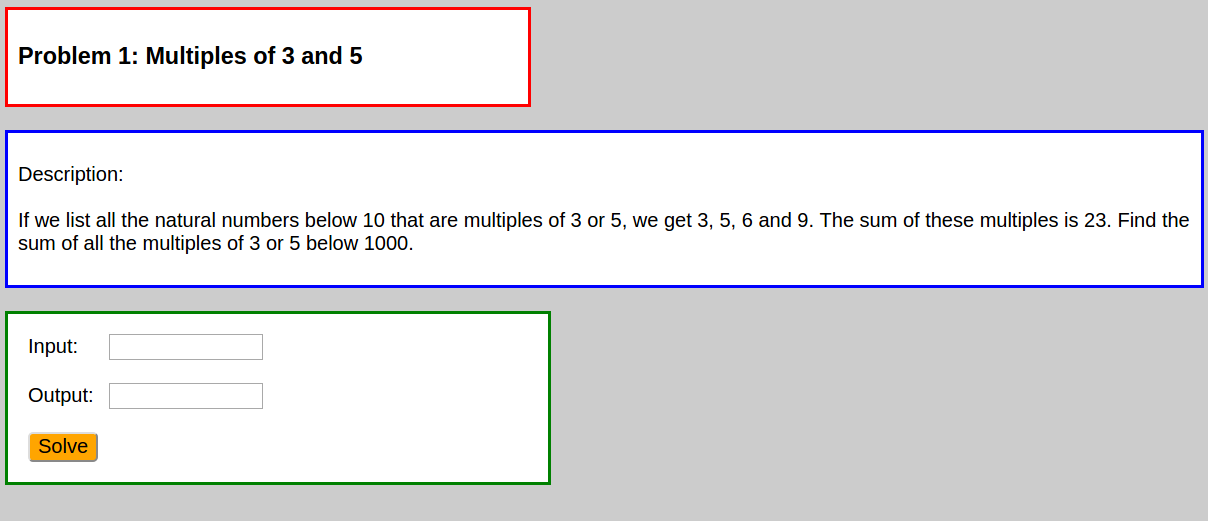 Problem 1: Multiples of 3 and 5
Description:
If we list all the natural numbers below 10 that are multiples of 3 or 5, we get 3, 5, 6 and 9. The sum of these multiples is 23. Find the
sum of all the multiples of 3 or 5 below 1000.
Input:
Output:
Solve